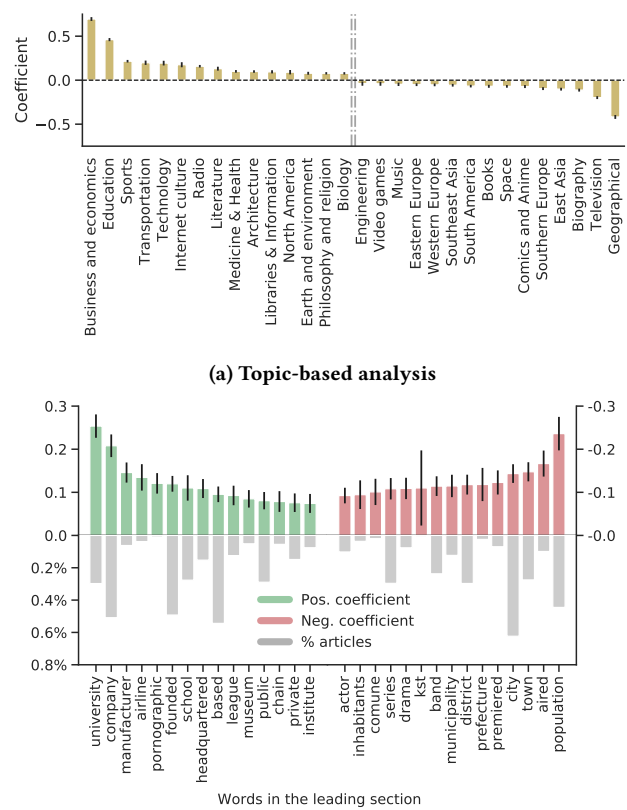 0.5
0.0
−0.5
Coefficient
Business and economics
Education
Sports
Transportation
Technology
Internet culture
Radio
Literature
Medicine & Health
Architecture
Libraries & Information
North America
Earth and environment
Philosophy and religion
Biology
Engineering
Video games
Music
Eastern Europe
Western Europe
Southeast Asia
South America
Books
Space
Comics and Anime
Southern Europe
East Asia
Biography
Television
Geographical
(a) Topic-based analysis
0.3
0.2
0.1
0.0
0.2%
0.4%
0.6%
0.8%
-0.3
-0.2
-0.1
-0.0
Pos. coefficient
Neg. coefficient
% articles
university
company
manufacturer
airline
pornographic
founded
school
headquartered
based
league
museum
public
chain
private
institute
actor
inhabitants
comune
series
drama
kst
band
municipality
district
prefecture
premiered
city
town
aired
population
Words in the leading section